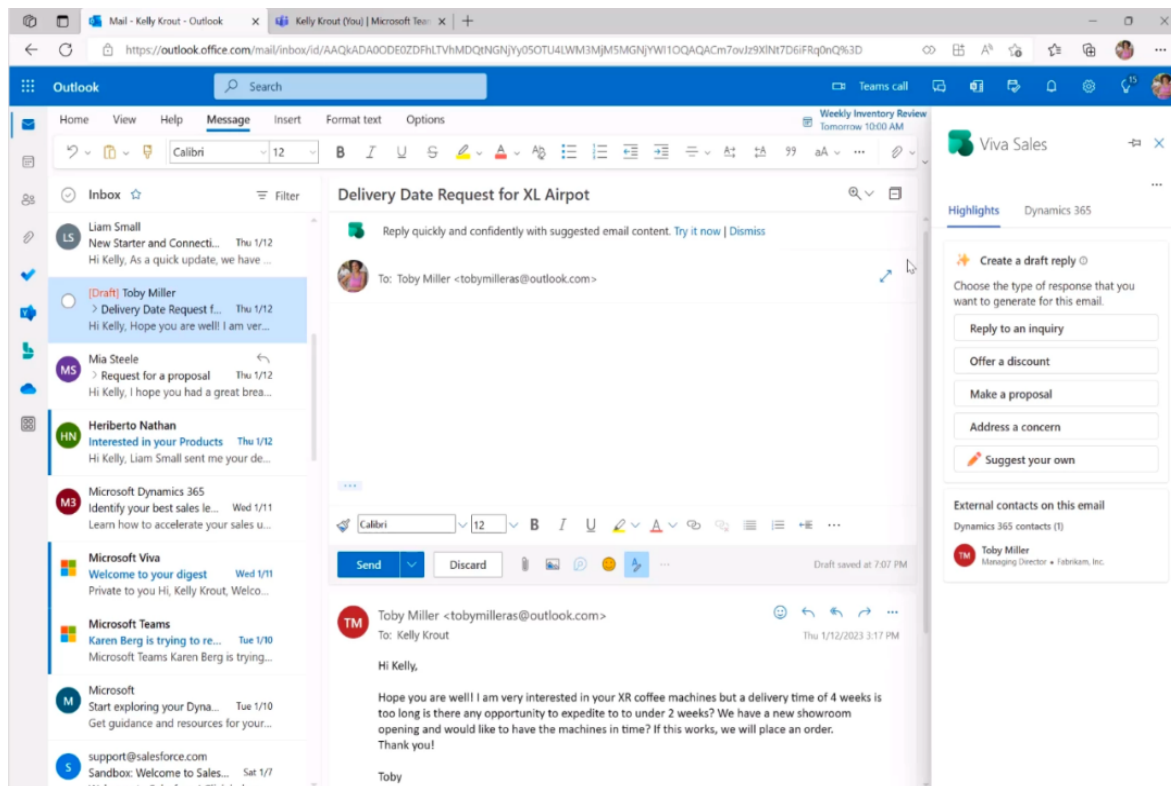 Mail - Kelly Krout - Outlook
Kelly Krout (You) | Microsoft Tea
https://outlook.office.com/mail/inbox/id/
Outlook
Search
Teams call
15
Home View Help Message Insert Format text Options
Weekly Inventory Review
Tomorrow 10:00 AM
Calibri 12 B I U S
Inbox
Filter
Liam Small
New Starter and Connecti... Thu 1/12
Hi Kelly, As a quick update, we have ...
[Draft] Toby Miller
> Delivery Date Request f... Thu 1/12
Hi Kelly, Hope you are well! I am ver...
MS
Mia Steele
> Request for a proposal Thu 1/12
Hi Kelly, I hope you had a great brea...
HN
Heriberto Nathan
Interested in your Products Thu 1/12
Hi Kelly, Liam Small sent me your de...
M3
Microsoft Dynamics 365
Identify your best sales le... Wed 1/11
Learn how to accelerate your sales u...
Microsoft Viva
Welcome to your digest Wed 1/11
Private to you Hi, Kelly Krout, Welco...
Microsoft Teams
Karen Berg is trying to re... Tue 1/10
Microsoft Teams Karen Berg is trying...
M
Microsoft
Start exploring your Dyna... Tue 1/10
Get guidance and resources for your...
S
support@salesforce.com
Sandbox: Welcome to Sales... Sat 1/7
LS
Delivery Date Request for XL Airpot
Reply quickly and confidently with suggested email content. Try it now | Dismiss
To: Toby Miller <tobymilleras@outlook.com>
Calibri 12 B I U
Send
Discard
Draft saved at 7:07 PM
TM
Toby Miller <tobymilleras@outlook.com>
To: Kelly Krout
Thu 1/12/2023 3:17 PM
Hi Kelly,
Hope you are well! I am very interested in your XR coffee machines but a delivery time of 4 weeks is
too long is there any opportunity to expedite to to under 2 weeks? We have a new showroom
opening and would like to have the machines in time? If this works, we will place an order.
Thank you!
Toby
Viva Sales
Highlights Dynamics 365
Create a draft reply
Choose the type of response that you
want to generate for this email.
Reply to an inquiry
Offer a discount
Make a proposal
Address a concern
Suggest your own
External contacts on this email
Dynamics 365 contacts (1)
TM
Toby Miller
Managing Director • Fabrikam, Inc.